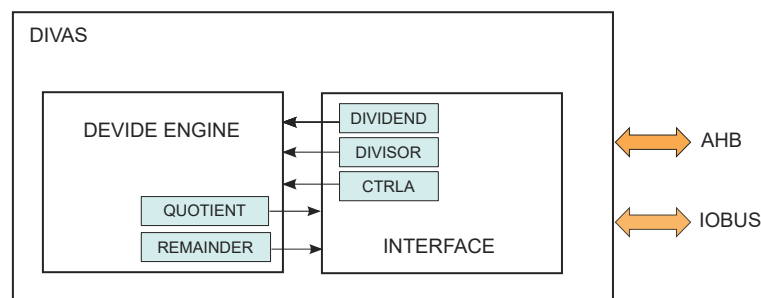 DIVAS
DEVIDE ENGINE
DIVIDEND
DIVISOR
CTRLA
QUOTIENT
REMAINDER
INTERFACE
AHB
IOBUS